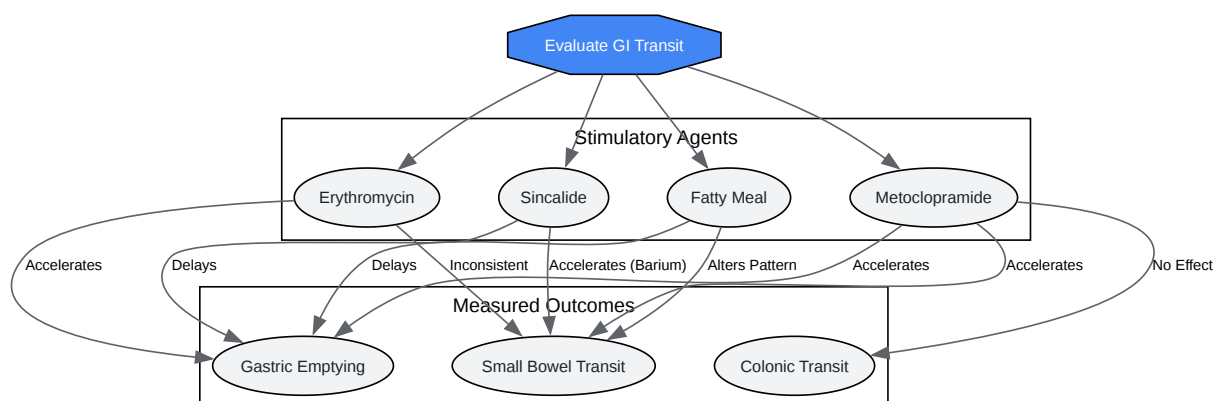 Evaluate GI Transit
Stimulatory Agents
Erythromycin
Sincalide
Fatty Meal
Metoclopramide
Accelerates
Delays
Delays
Inconsistent
Accelerates (Barium)
Alters Pattern
Accelerates
Accelerates
No Effect
Measured Outcomes
Gastric Emptying
Small Bowel Transit
Colonic Transit